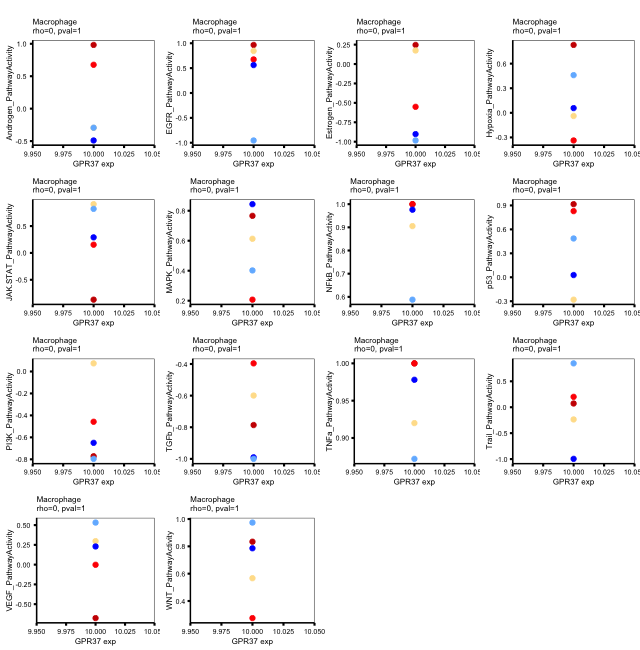 Macrophage
rho=0, pval=1
1.0
0.5
0.0
-0.5
Androgen_PathwayActivity
9.950 9.975 10.000 10.025 10.05
GPR37 exp
Macrophage
rho=0, pval=1
1.0
0.5
0.0
-0.5
-1.0
EGFR_PathwayActivity
9.950 9.975 10.000 10.025 10.05
GPR37 exp
Macrophage
rho=0, pval=1
0.25
0.00
-0.25
-0.50
-0.75
-1.00
Estrogen_PathwayActivity
9.950 9.975 10.000 10.025 10.05
GPR37 exp
Macrophage
rho=0, pval=1
0.6
0.3
0.0
-0.3
Hypoxia_PathwayActivity
9.950 9.975 10.000 10.025 10.05
GPR37 exp
Macrophage
rho=0, pval=1
0.5
0.0
-0.5
JAK.STAT_PathwayActivity
9.950 9.975 10.000 10.025 10.05
GPR37 exp
Macrophage
rho=0, pval=1
0.8
0.6
0.4
0.2
MAPK_PathwayActivity
9.950 9.975 10.000 10.025 10.05
GPR37 exp
Macrophage
rho=0, pval=1
1.0
0.9
0.8
0.7
0.6
NFkB_PathwayActivity
9.950 9.975 10.000 10.025 10.05
GPR37 exp
Macrophage
rho=0, pval=1
0.9
0.6
0.3
0.0
-0.3
p53_PathwayActivity
9.950 9.975 10.000 10.025 10.05
GPR37 exp
Macrophage
rho=0, pval=1
0.0
-0.2
-0.4
-0.6
-0.8
PI3K_PathwayActivity
9.950 9.975 10.000 10.025 10.05
GPR37 exp
Macrophage
rho=0, pval=1
-0.4
-0.6
-0.8
-1.0
TGFb_PathwayActivity
9.950 9.975 10.000 10.025 10.05
GPR37 exp
Macrophage
rho=0, pval=1
1.00
0.95
0.90
TNFa_PathwayActivity
9.950 9.975 10.000 10.025 10.05
GPR37 exp
Macrophage
rho=0, pval=1
0.5
0.0
-0.5
-1.0
Trail_PathwayActivity
9.950 9.975 10.000 10.025 10.05
GPR37 exp
Macrophage
rho=0, pval=1
0.50
0.25
0.00
-0.25
-0.50
VEGF_PathwayActivity
9.950 9.975 10.000 10.025 10.05
GPR37 exp
Macrophage
rho=0, pval=1
1.0
0.8
0.6
0.4
WNT_PathwayActivity
9.950 9.975 10.000 10.025 10.050
GPR37 exp